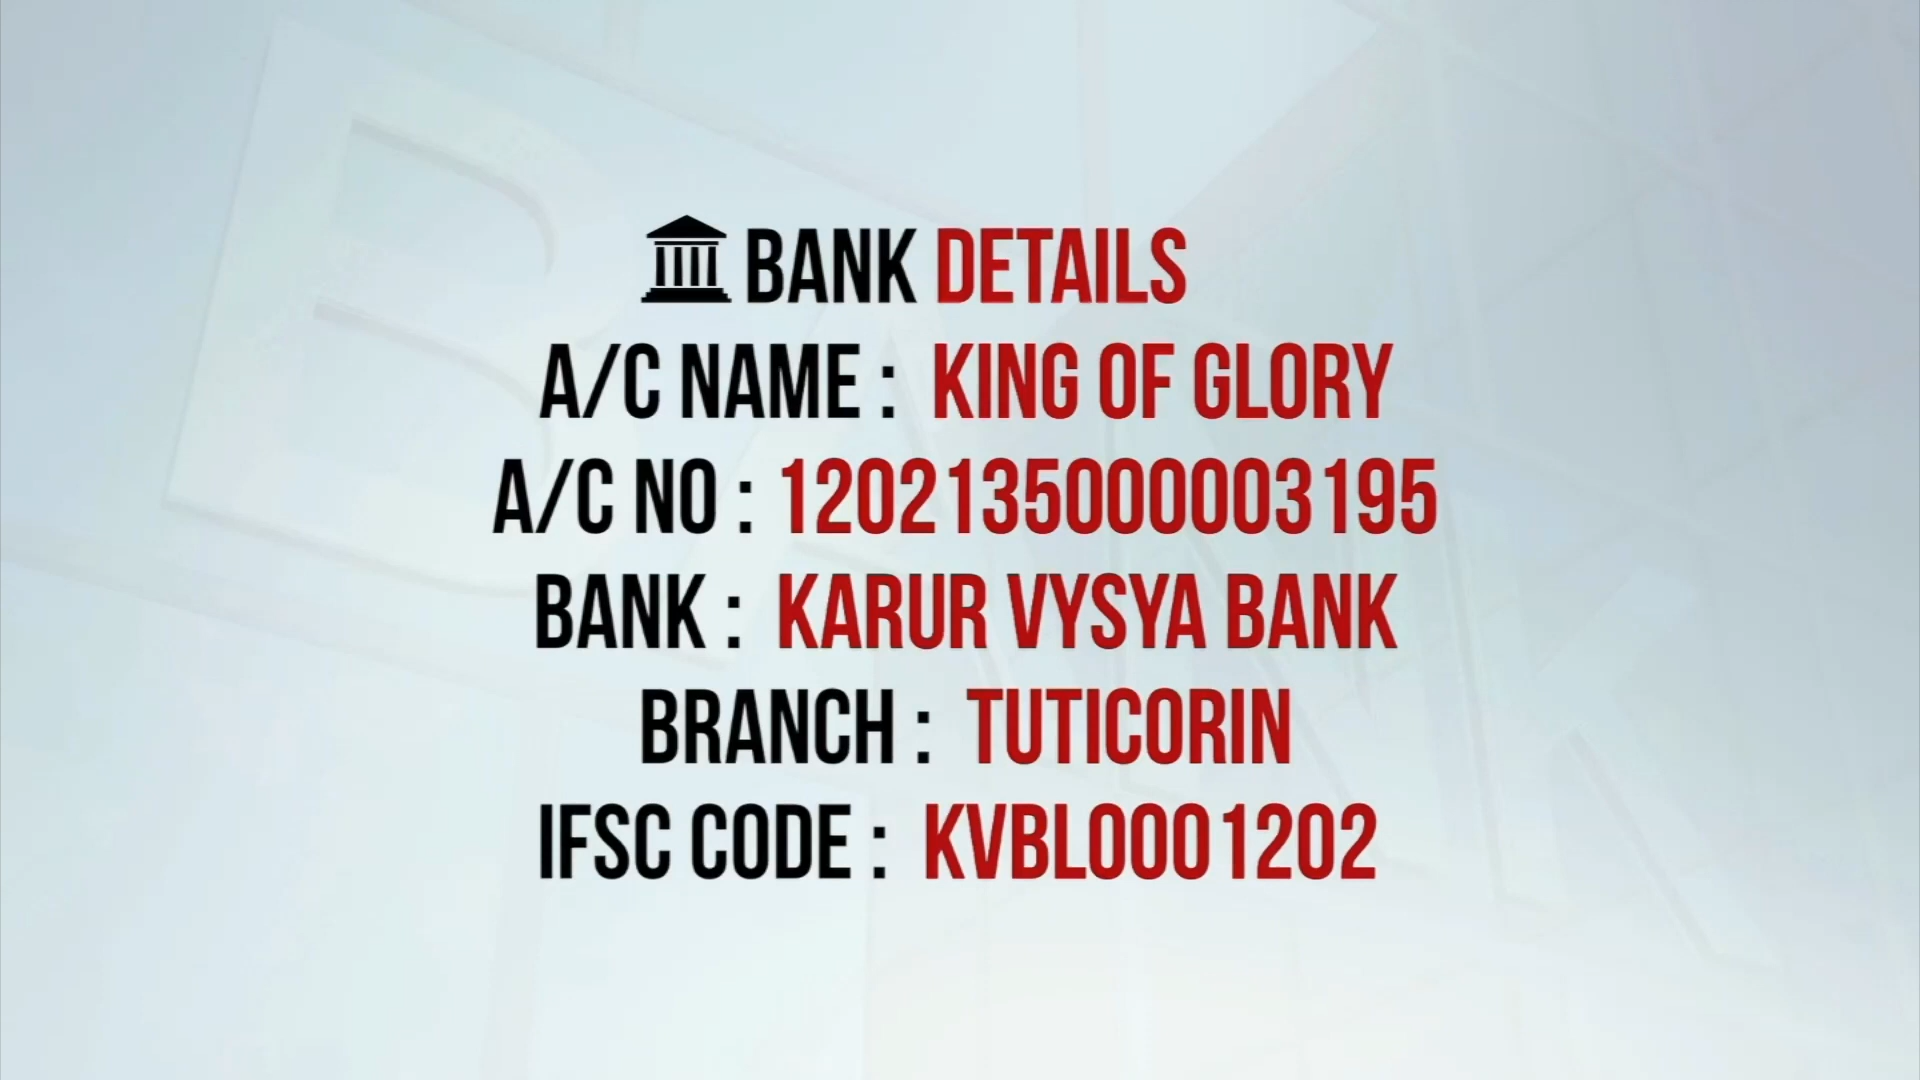 BANK DETAILS
A/C NAME : KING OF GLORY
A/C NO : 1202135000003195
BANK : KARUR VYSYA BANK
BRANCH : TUTICORIN
IFSC CODE : KVBL0001202